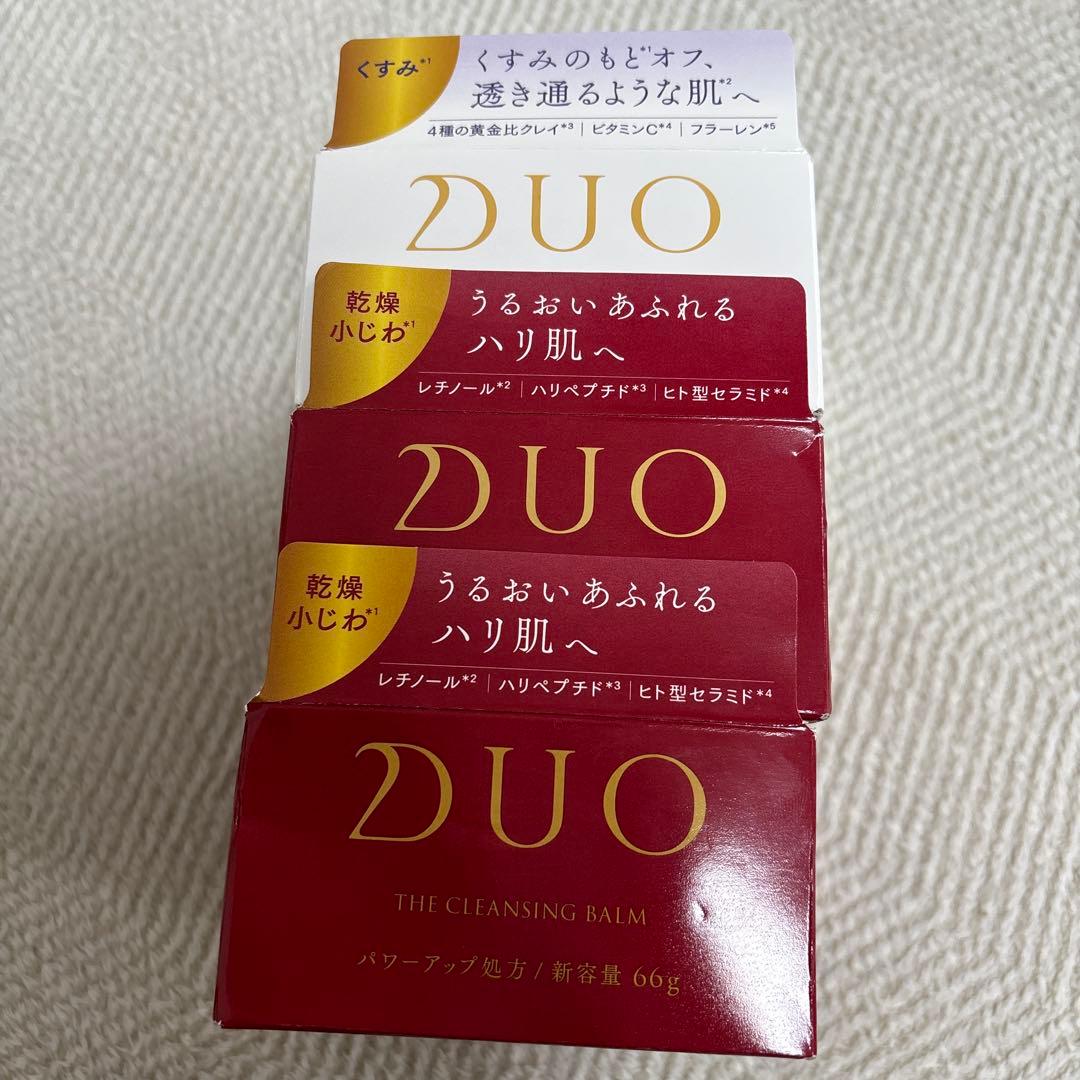 くすみ*1
くすみのもと*1オフ、
透き通るような肌*2へ
4種の黄金比クレイ*3 | ビタミンC*4 | フラーレン*5
DUO
乾燥
小じわ*1
うるおいあふれる
ハリ肌へ
レチノール*2 | ハリペプチド*3 | ヒト型セラミド*4
DUO
乾燥
小じわ*1
うるおいあふれる
ハリ肌へ
レチノール*2 | ハリペプチド*3 | ヒト型セラミド*4
DUO
THE CLEANSING BALM
パワーアップ処方 / 新容量 66g